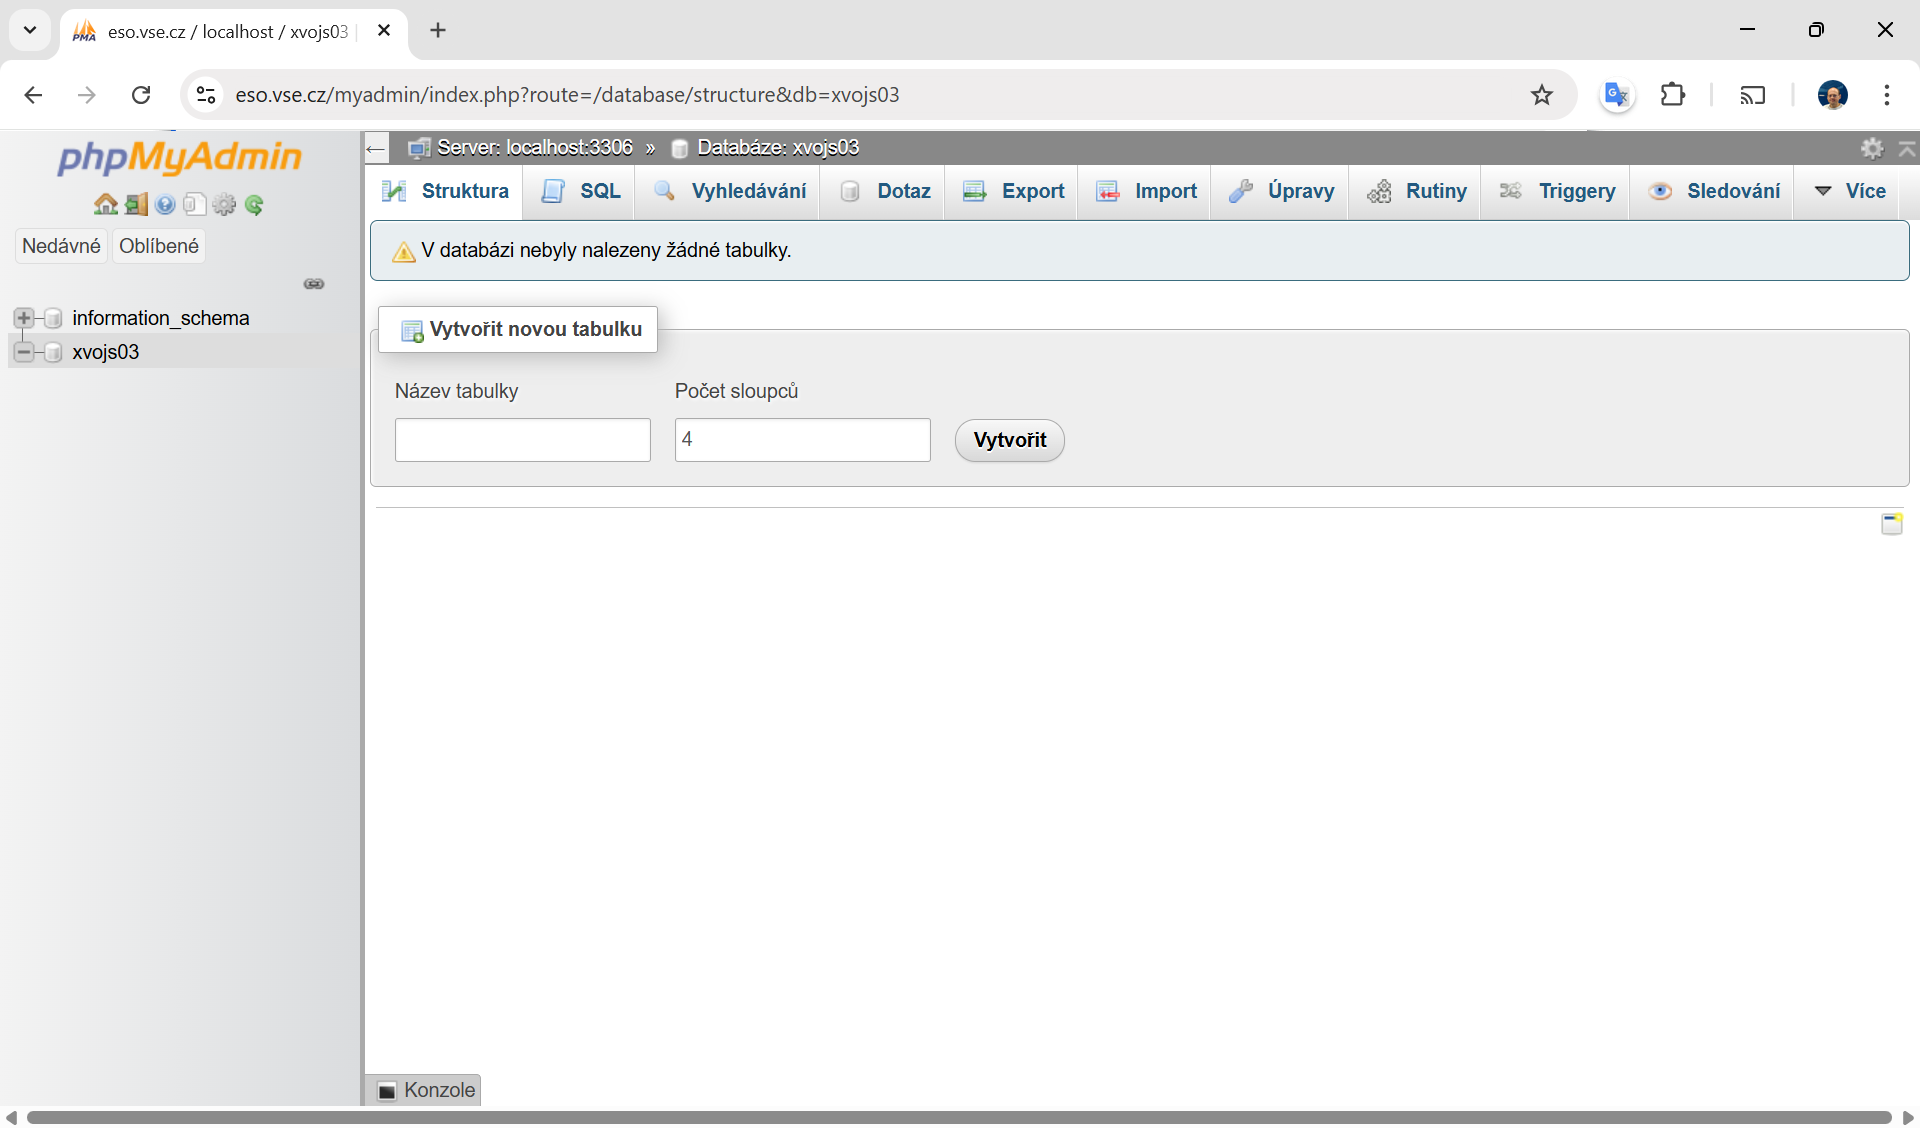 eso.vse.cz / localhost / xvojs03 |
eso.vse.cz/myadmin/index.php?route=/database/structure&db=xvojs03
phpMyAdmin
Nedávné Oblíbené
information_schema
xvojs03
Server: localhost:3306 » Databáze: xvojs03
Struktura SQL Vyhledávání Dotaz Export Import Úpravy Rutiny Triggery Sledování Více
V databázi nebyly nalezeny žádné tabulky.
Vytvořit novou tabulku
Název tabulky Počet sloupců
4 Vytvořit
Konzole